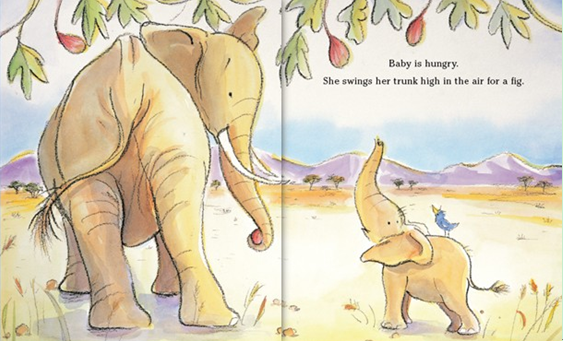 Baby is hungry.
She swings her trunk high in the air for a fig.